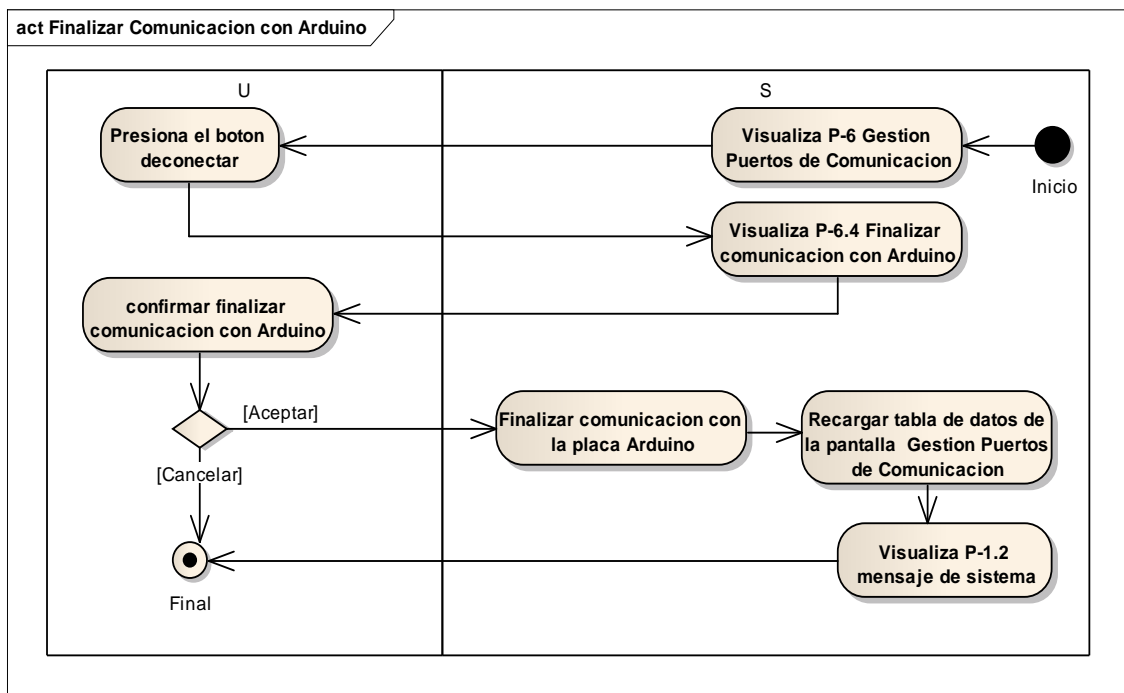 act Finalizar Comunicacion con Arduino
U
S
Presiona el boton
deconectar
Visualiza P-6 Gestion
Puertos de Comunicacion
Inicio
Visualiza P-6.4 Finalizar
comunicacion con Arduino
confirmar finalizar
comunicacion con Arduino
[Aceptar]
Finalizar comunicacion con
la placa Arduino
Recargar tabla de datos de
la pantalla Gestion Puertos
de Comunicacion
[Cancelar]
Visualiza P-1.2
mensaje de sistema
Final